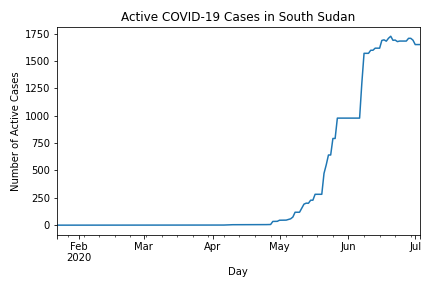 Active COVID-19 Cases in South Sudan
Number of Active Cases
1750
1500
1250
1000
750
500
250
0
Feb
2020
Mar
Apr
May
Jun
Jul
Day